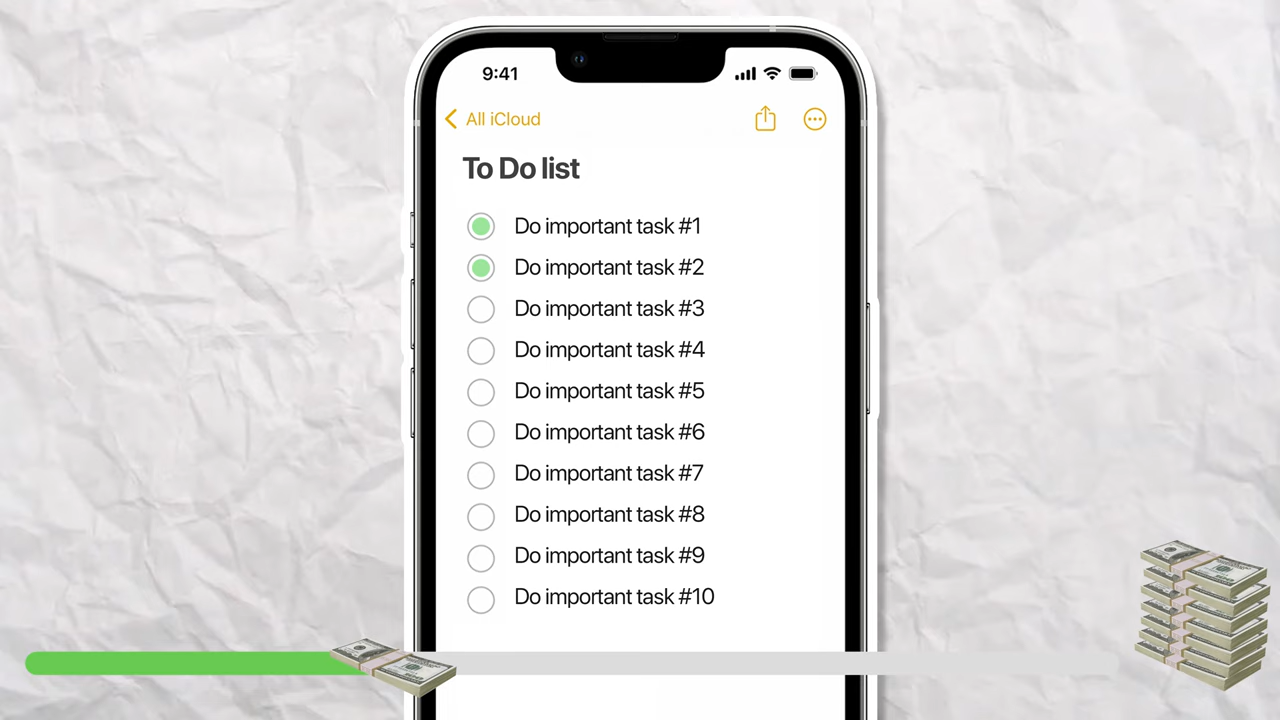 9:41
All iCloud
To Do list
Do important task #1
Do important task #2
Do important task #3
Do important task #4
Do important task #5
Do important task #6
Do important task #7
Do important task #8
Do important task #9
Do important task #10